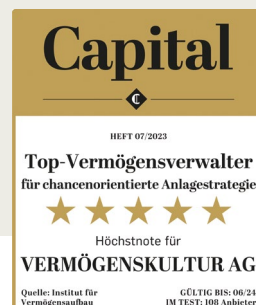 Capital
HEFT 07/2023
Top-Vermögensverwalter
für chancenorientierte Anlagestrategie
Höchstnote für
VERMÖGENSKULTUR AG
Quelle: Institut für GÜLTIG BIS: 06/24
Vermögensaufbau IM TEST: 108 Anbieter